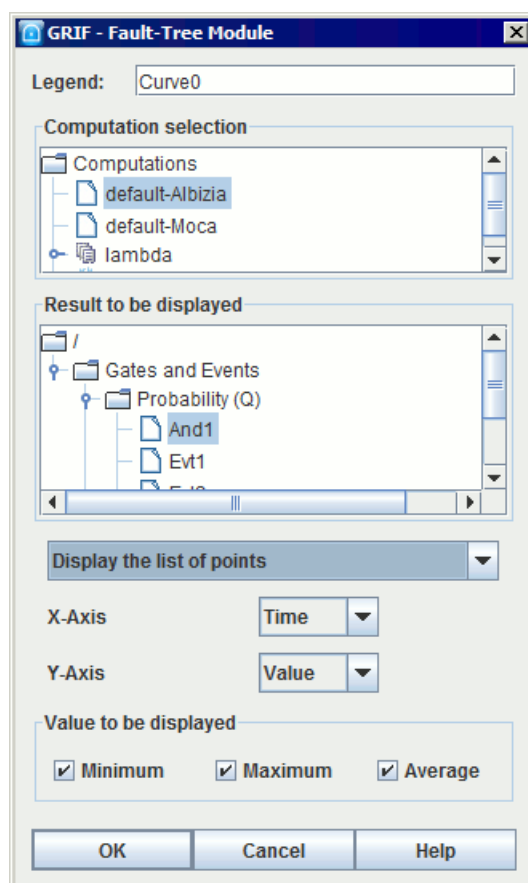 GRIF - Fault-Tree Module
Legend: Curve0
Computation selection
Computations
default-Albizia
default-Moca
lambda
Result to be displayed
/
Gates and Events
Probability (Q)
And1
Evt1
Display the list of points
X-Axis Time
Y-Axis Value
Value to be displayed
Minimum Maximum Average
OK Cancel Help